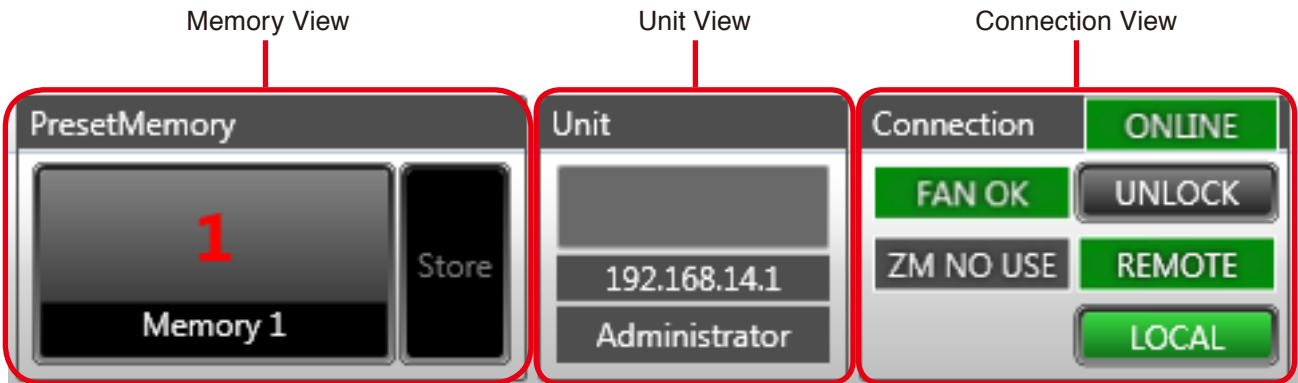 Memory View
Unit View
Connection View
PresetMemory
1
Memory 1
Store
Unit
192.168.14.1
Administrator
Connection
ONLINE
FAN OK
UNLOCK
ZM NO USE
REMOTE
LOCAL